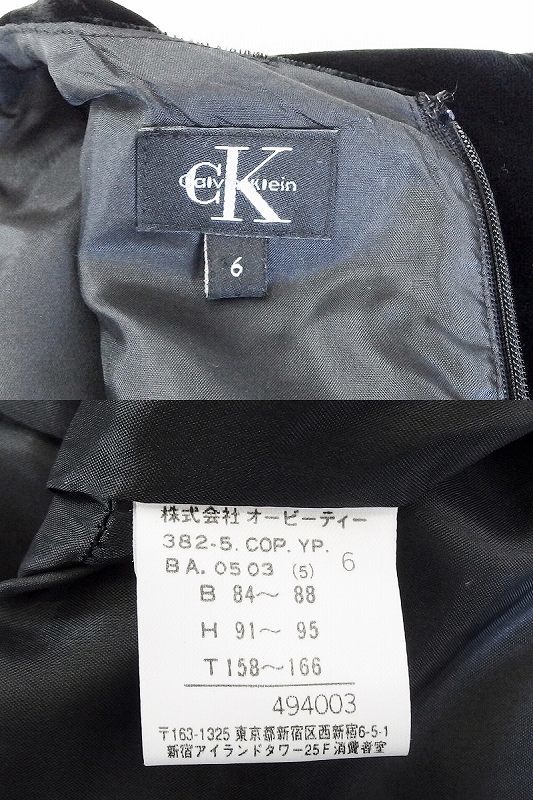 cK
Calvin Klein
6
株式会社 オービーティー
382-5. COP. YP.
BA. 0503 (5) 6
B 84〜 88
H 91〜 95
T 158〜166
494003
〒163-1325 東京都新宿区西新宿6-5-1
新宿アイランドタワー25F 消費者室